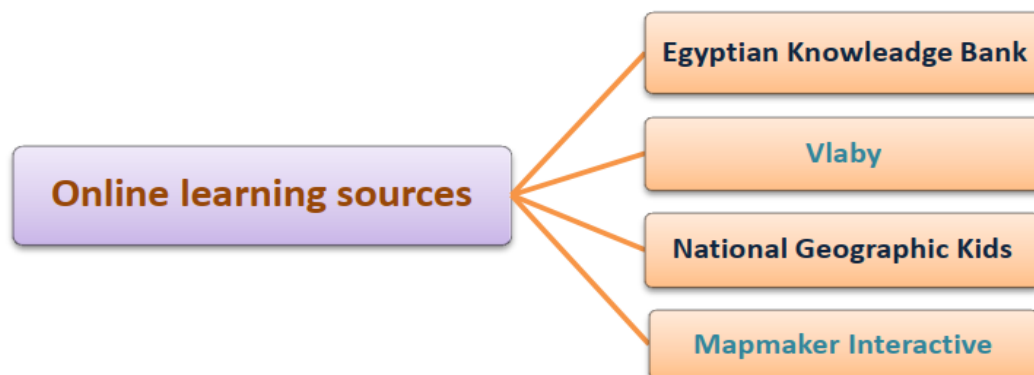 Online learning sources
Egyptian Knowleadge Bank
Vlaby
National Geographic Kids
Mapmaker Interactive